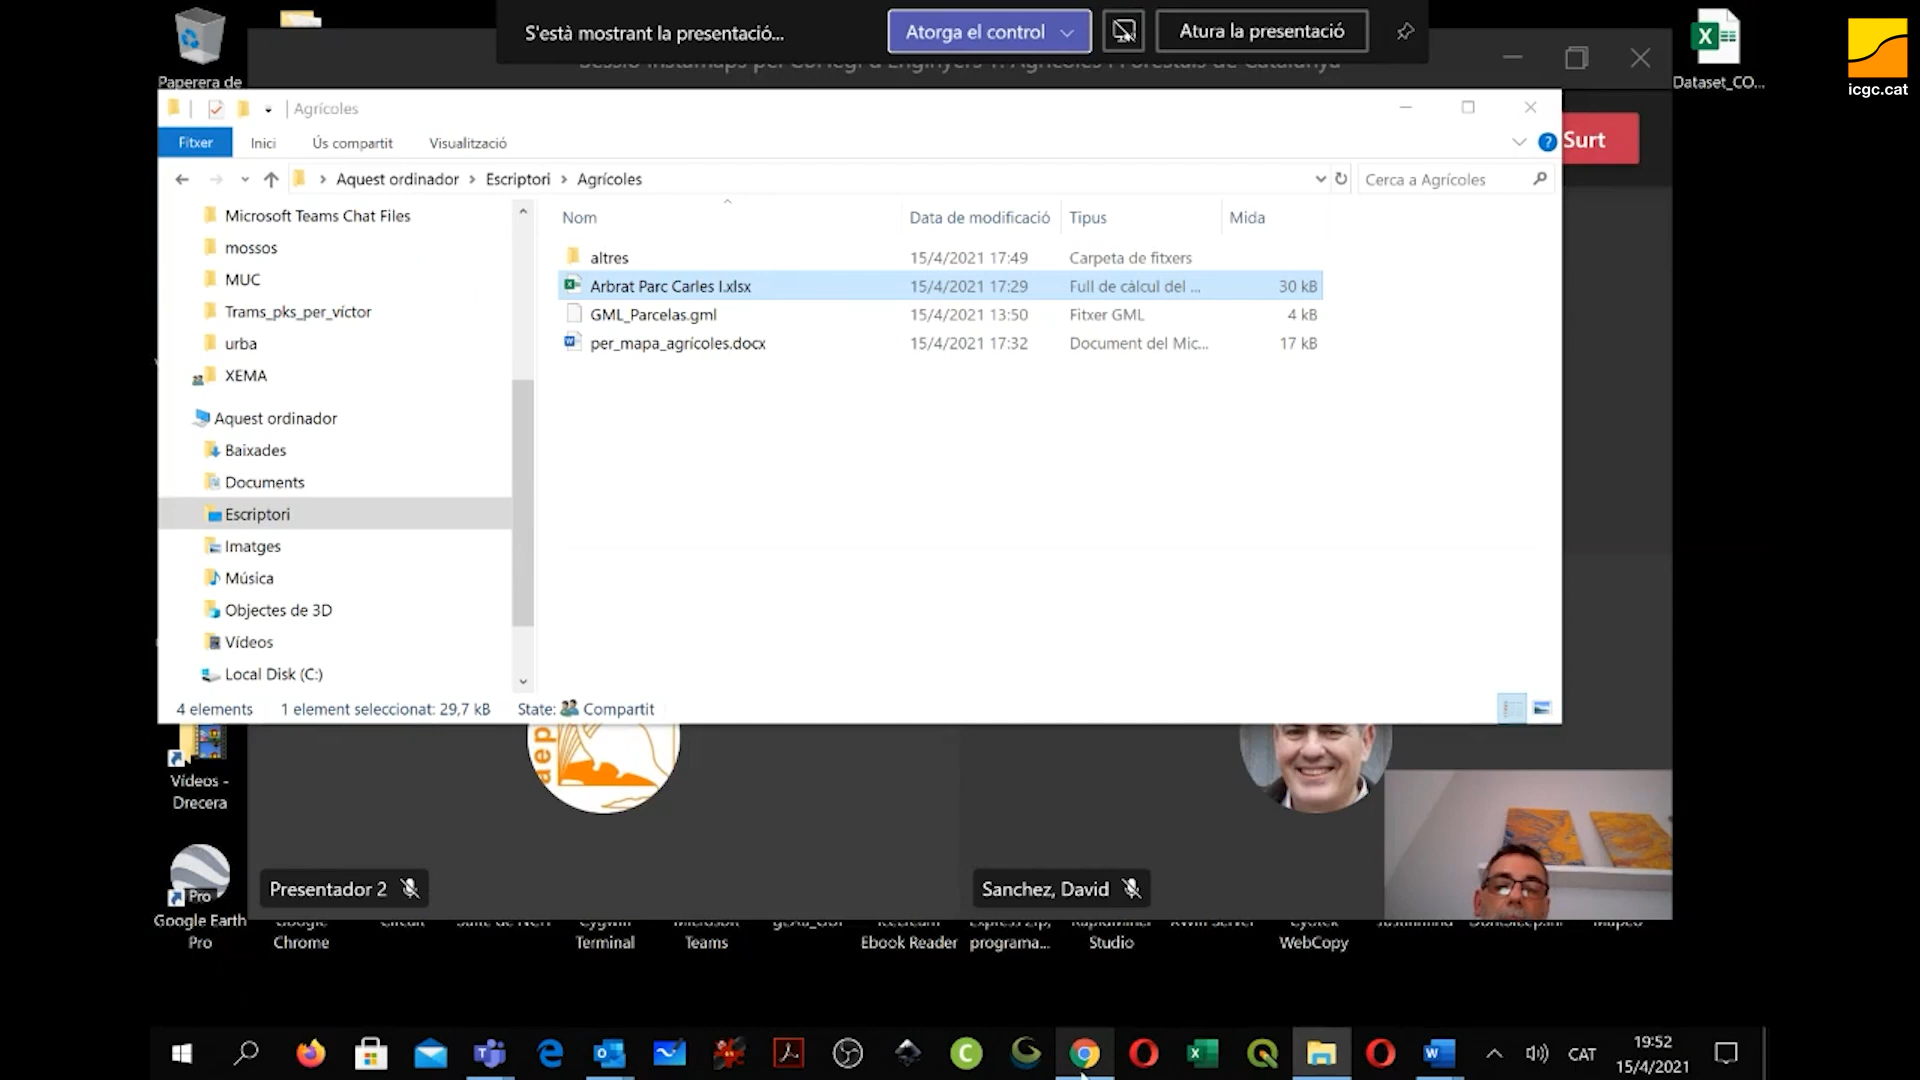 S'està mostrant la presentació...
Atorga el control
Atura la presentació
Paperera de
Dataset_CO...
icgc.cat
Agrícoles
Fitxer
Inici
Ús compartit
Visualització
Surt
Aquest ordinador
Escriptori
Agrícoles
Cerca a Agrícoles
Microsoft Teams Chat Files
mossos
MUC
Trams_pks_per_víctor
urba
XEMA
Aquest ordinador
Baixades
Documents
Escriptori
Imatges
Música
Objectes de 3D
Vídeos
Local Disk (C:)
Nom
Data de modificació
Tipus
Mida
altres
15/4/2021 17:49
Carpeta de fitxers
Arbrat Parc Carles I.xlsx
15/4/2021 17:29
Full de càlcul del ...
30 kB
GML_Parcelas.gml
15/4/2021 13:50
Fitxer GML
4 kB
per_mapa_agrícoles.docx
15/4/2021 17:32
Document del Mic...
17 kB
4 elements
1 element seleccionat: 29,7 kB
State:
Compartit
Vídeos -
Drecera
Pro
Google Earth
Pro
Presentador 2
Sanchez, David
Chrome
Terminal
Teams
Ebook Reader
programa...
Studio
WebCopy
CAT
19:52
15/4/2021